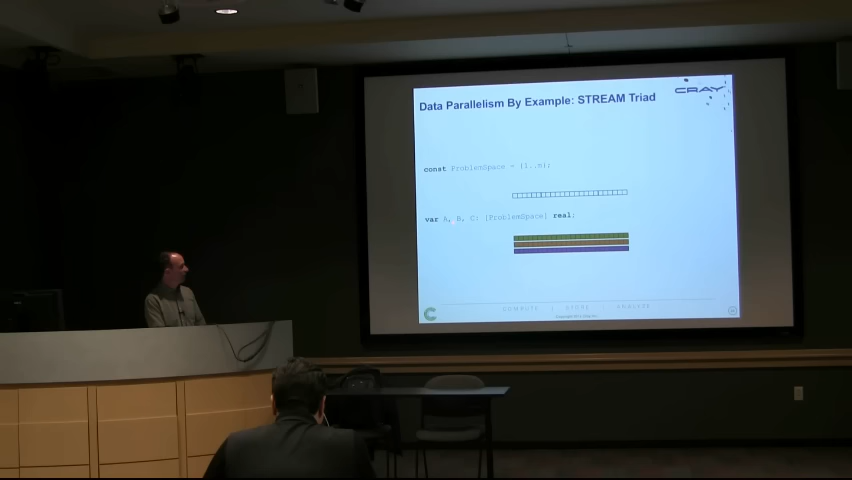 CRAY
Data Parallelism By Example: STREAM Triad
const ProblemSpace = {1..n};
var A, B, C: [ProblemSpace] real;
COMPUTE | STORE | ANALYZE